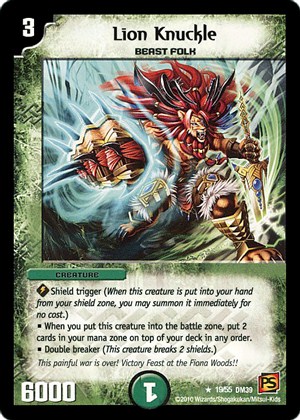 3
Lion Knuckle
BEAST FOLK
CREATURE
Shield trigger (When this creature is put into your hand
from your shield zone, you may summon it immediately for
no cost.)
■ When you put this creature into the battle zone, put 2
cards in your mana zone on top of your deck in any order.
■ Double breaker (This creature breaks 2 shields.)
This painful war is over! Victory Feast at the Fiona Woods!!
6000
1
★ 19/55 DM39
©2010 Wizards/Shogakukan/Mitsui-Kids
PS